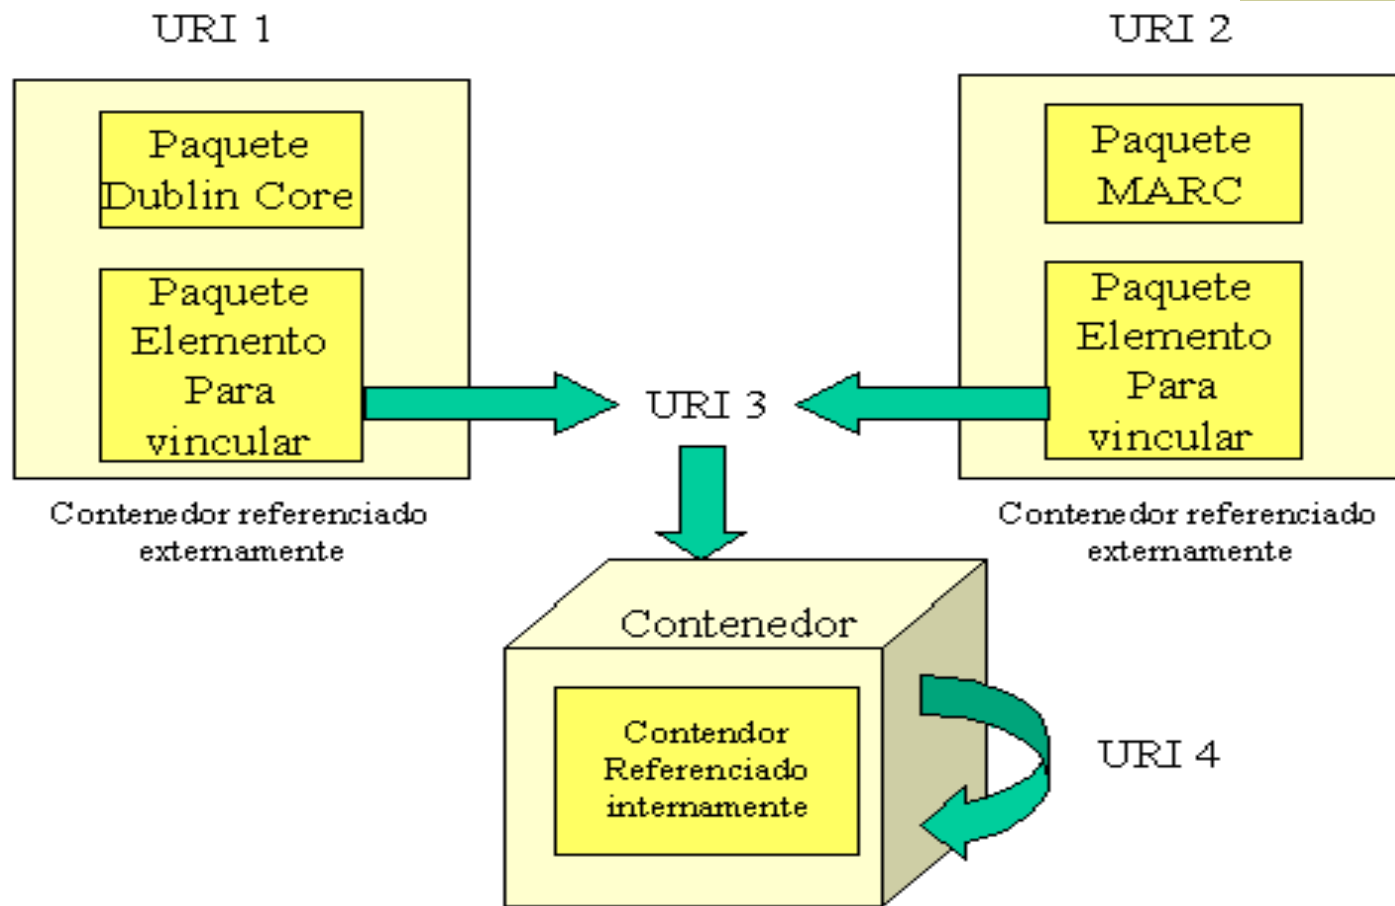 URI 1
Paquete
Dublin Core
Paquete
Elemento
Para
vincular
Contenedor referenciado
externamente
URI 2
Paquete
MARC
Paquete
Elemento
Para
vincular
Contenedor referenciado
externamente
URI 3
Contenedor
Contendor
Referenciado
internamente
URI 4